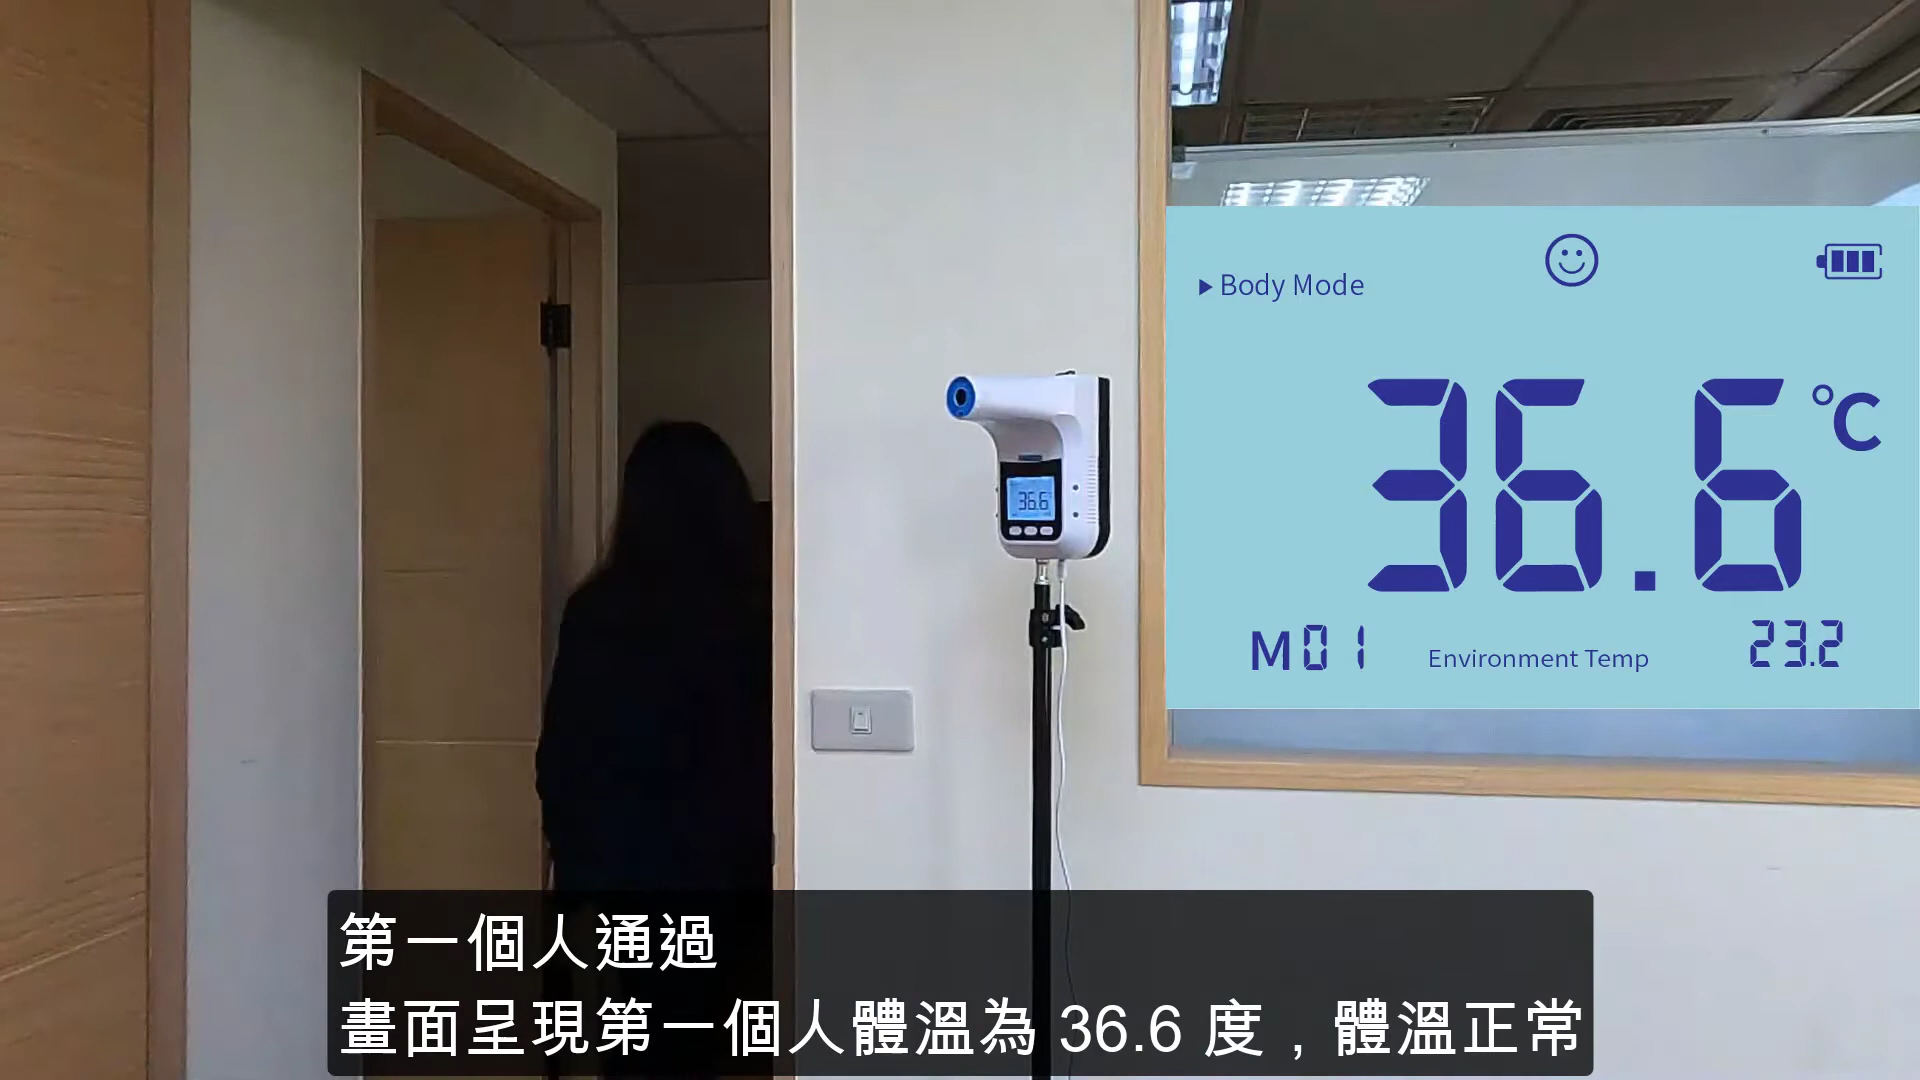 Body Mode
36.6 °C
M01 Environment Temp 23.2
36.6
第一個人通過
畫面呈現第一個人體溫為 36.6 度，體溫正常